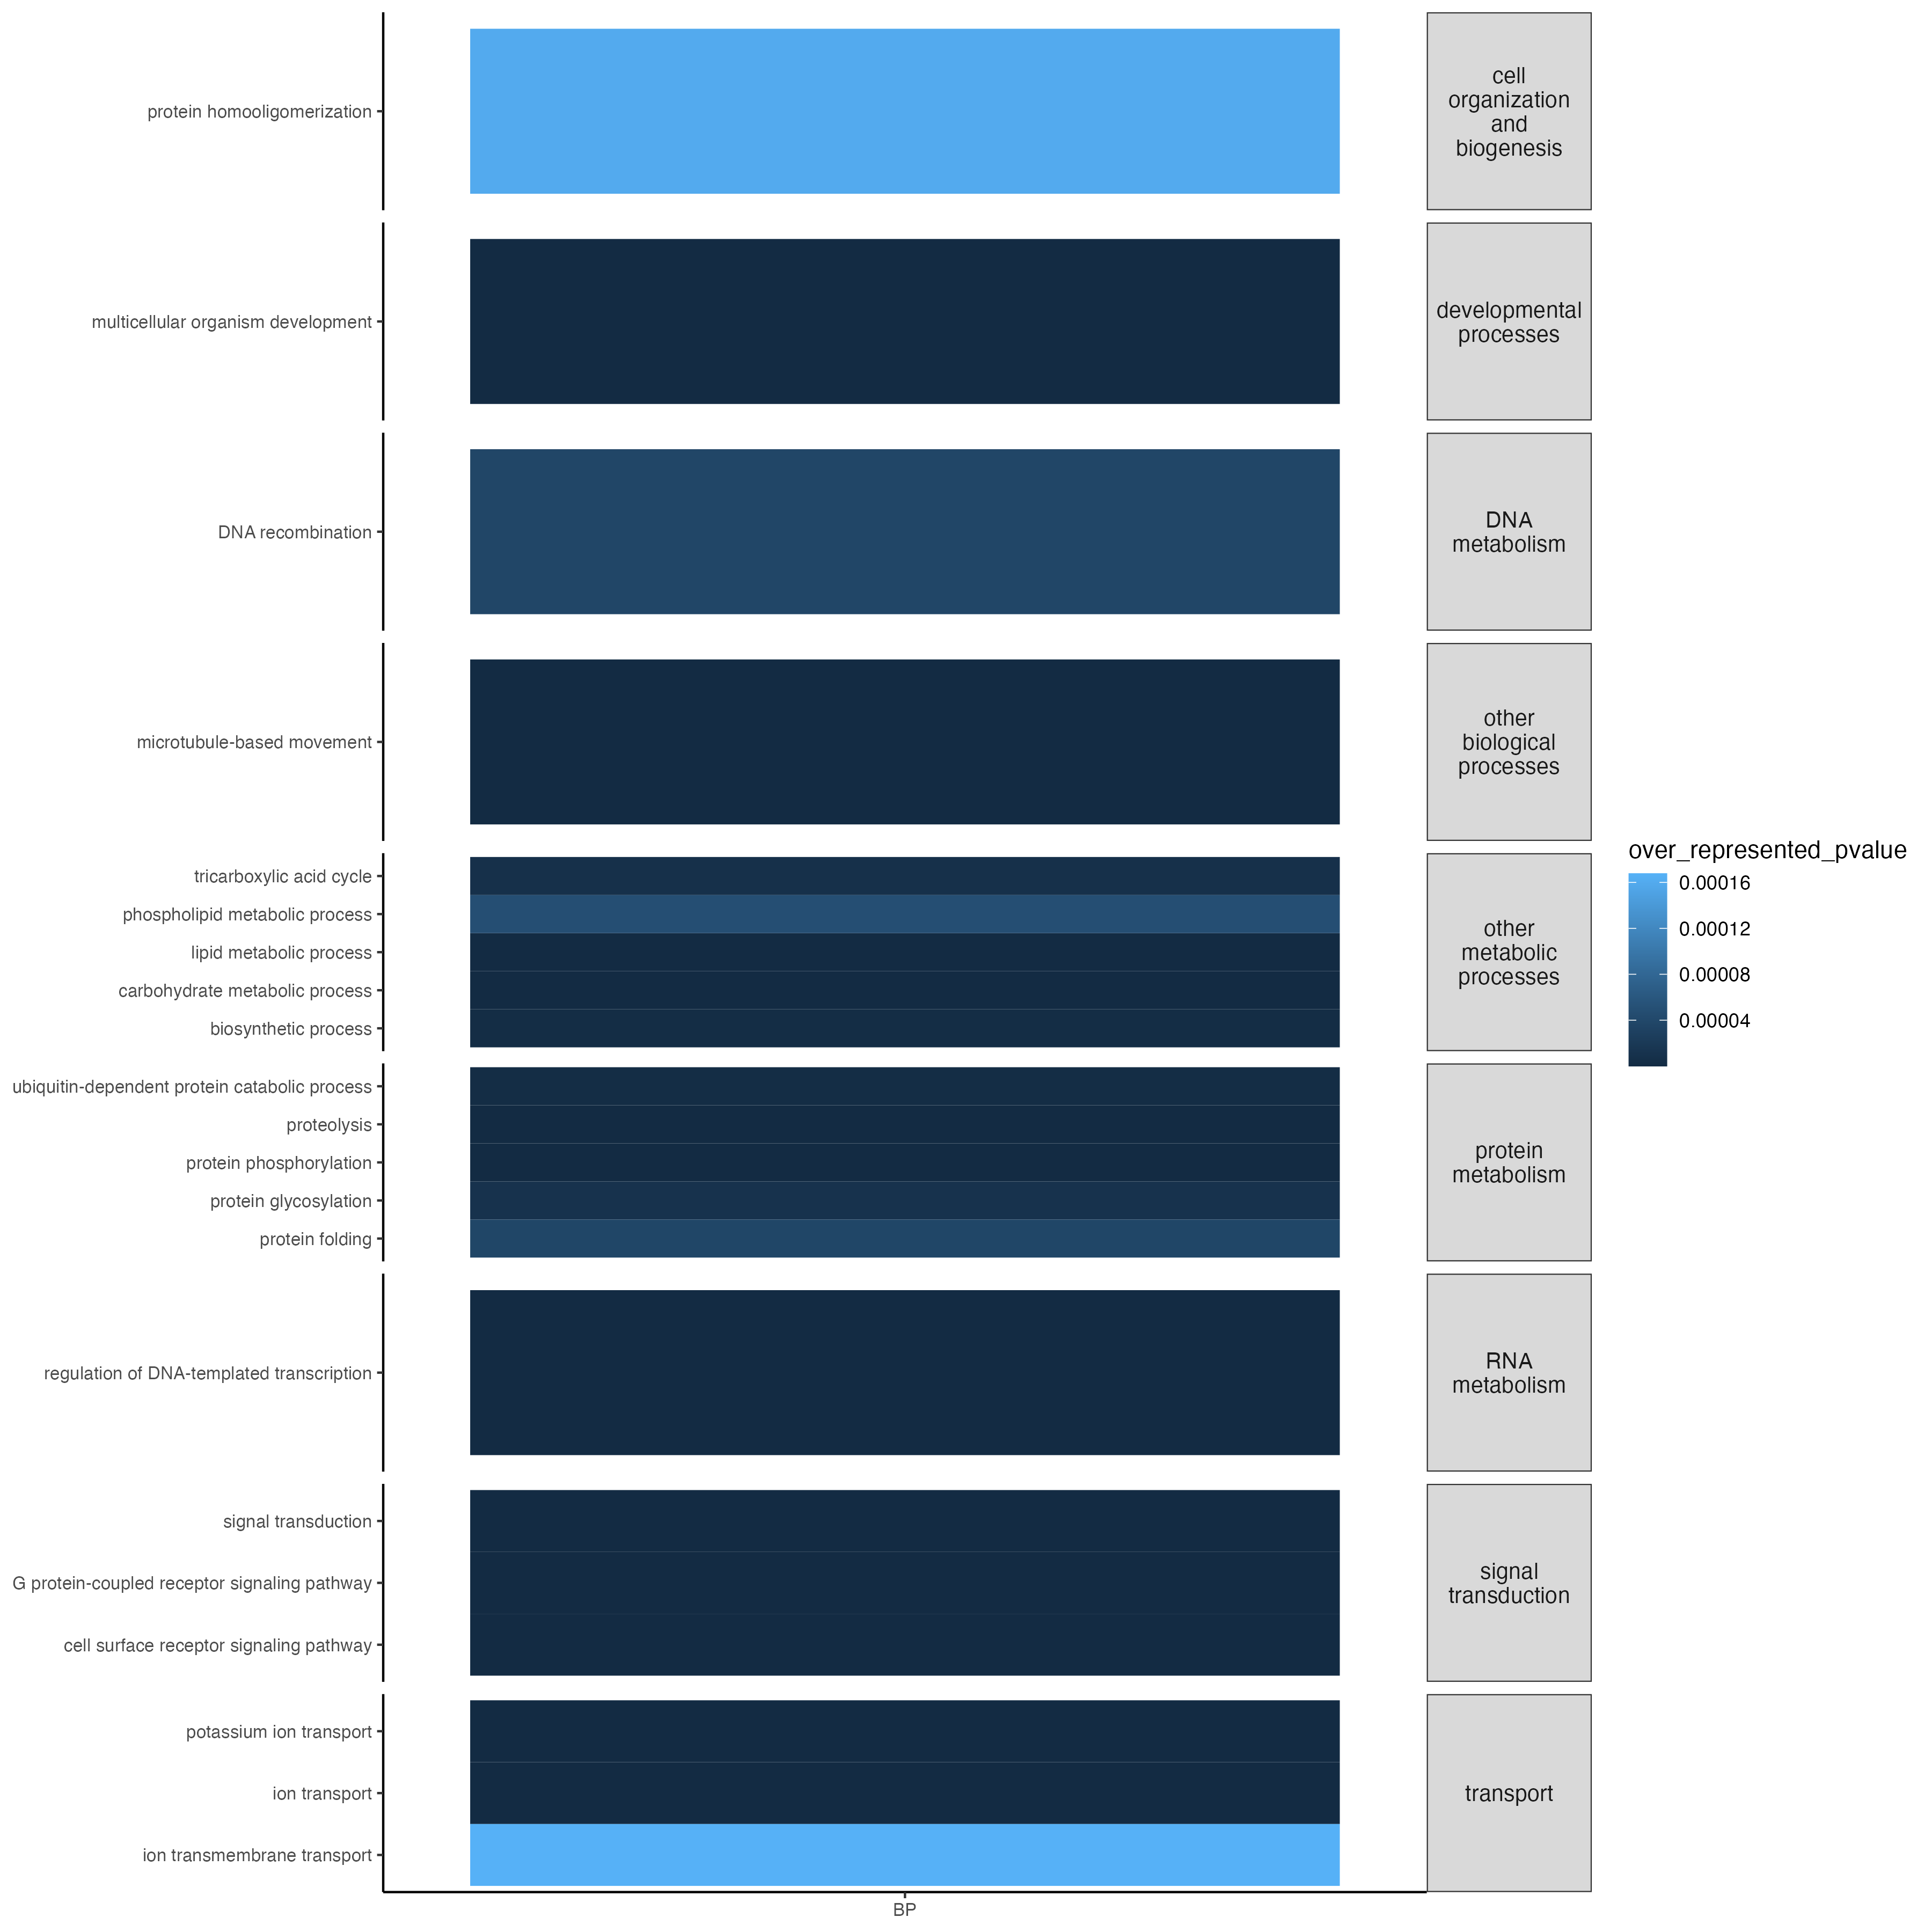 protein homooligomerization
cell
organization
and
biogenesis
multicellular organism development
developmental
processes
DNA recombination
DNA
metabolism
microtubule-based movement
other
biological
processes
tricarboxylic acid cycle
phospholipid metabolic process
lipid metabolic process
carbohydrate metabolic process
biosynthetic process
other
metabolic
processes
ubiquitin-dependent protein catabolic process
proteolysis
protein phosphorylation
protein glycosylation
protein folding
protein
metabolism
regulation of DNA-templated transcription
RNA
metabolism
signal transduction
G protein-coupled receptor signaling pathway
cell surface receptor signaling pathway
signal
transduction
potassium ion transport
ion transport
ion transmembrane transport
transport
BP
over_represented_pvalue
0.00016
0.00012
0.00008
0.00004